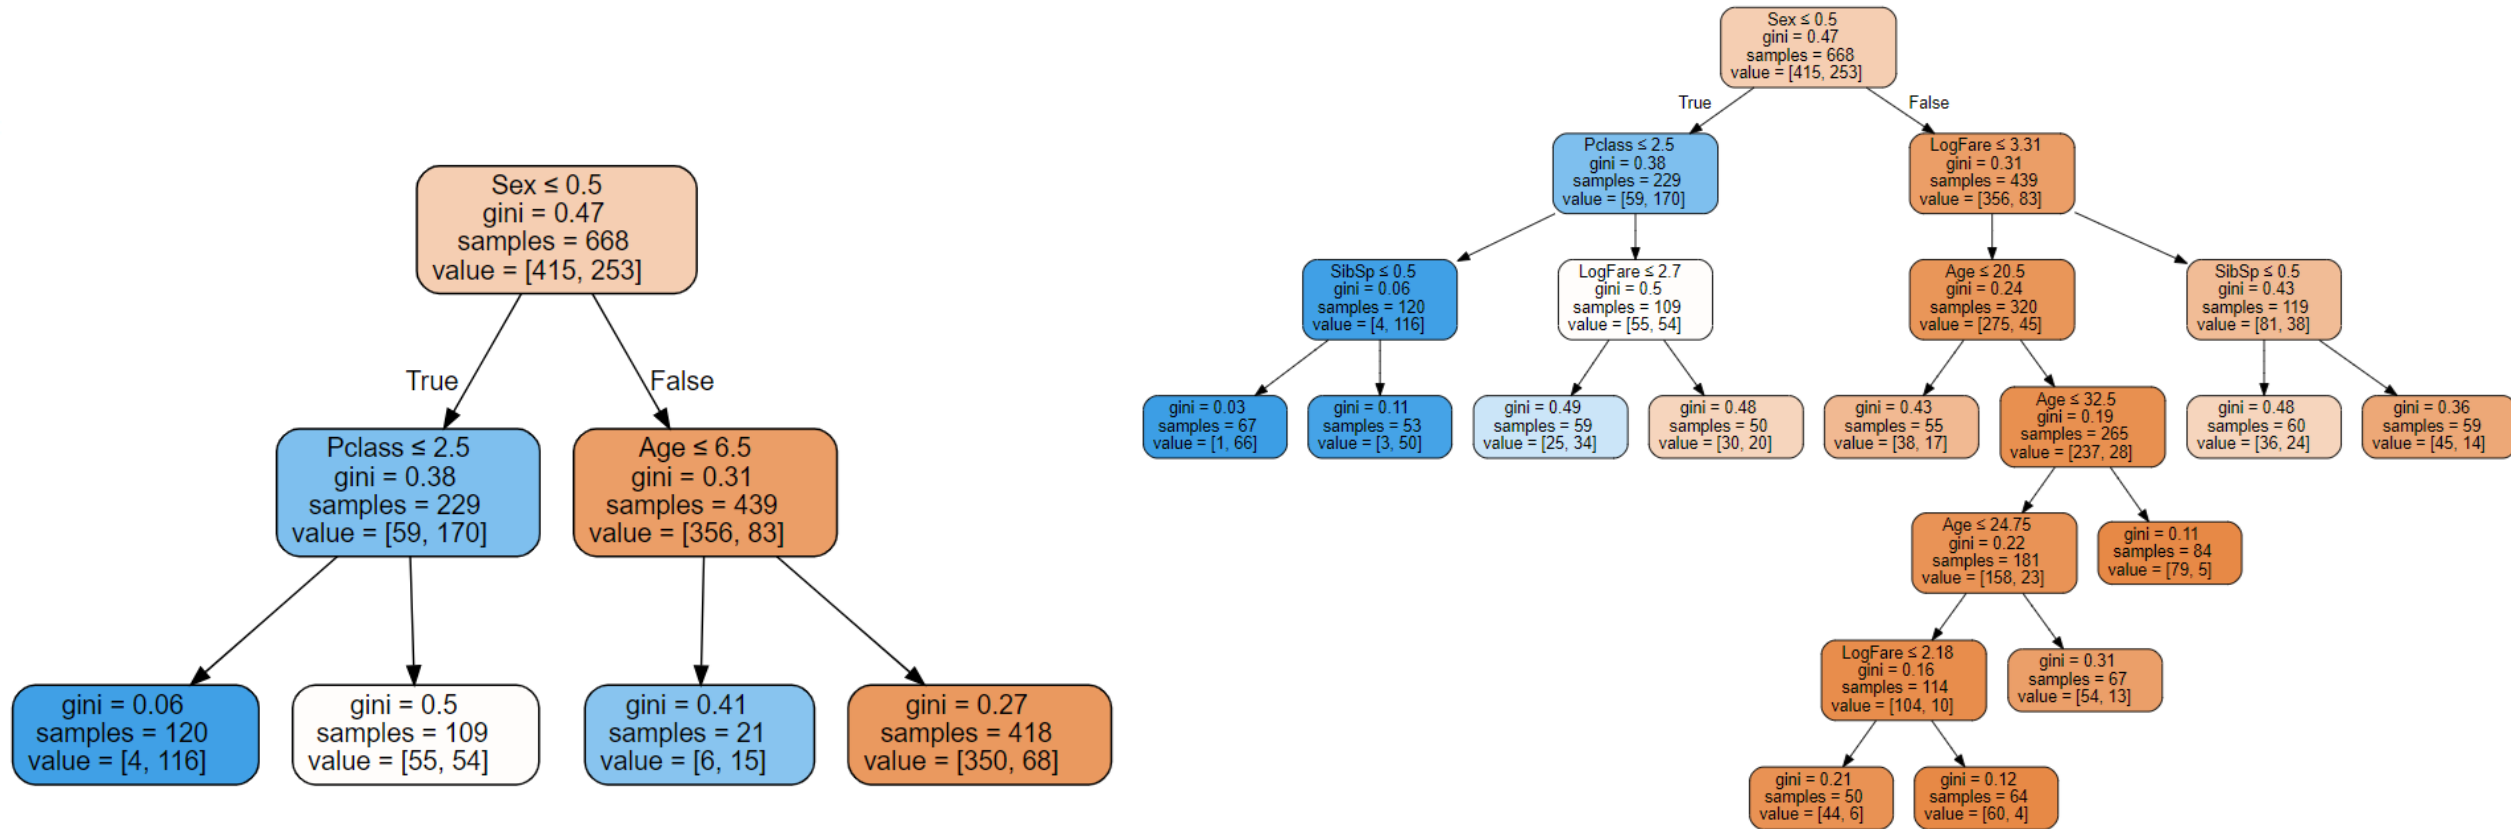 Sex ≤ 0.5
gini = 0.47
samples = 668
value = [415, 253]
True
False
Pclass ≤ 2.5
gini = 0.38
samples = 229
value = [59, 170]
Age ≤ 6.5
gini = 0.31
samples = 439
value = [356, 83]
gini = 0.06
samples = 120
value = [4, 116]
gini = 0.5
samples = 109
value = [55, 54]
gini = 0.41
samples = 21
value = [6, 15]
gini = 0.27
samples = 418
value = [350, 68]
Sex ≤ 0.5
gini = 0.47
samples = 668
value = [415, 253]
True
False
Pclass ≤ 2.5
gini = 0.38
samples = 229
value = [59, 170]
LogFare ≤ 3.31
gini = 0.31
samples = 439
value = [356, 83]
SibSp ≤ 0.5
gini = 0.06
samples = 120
value = [4, 116]
LogFare ≤ 2.7
gini = 0.5
samples = 109
value = [55, 54]
Age ≤ 20.5
gini = 0.24
samples = 320
value = [275, 45]
SibSp ≤ 0.5
gini = 0.43
samples = 119
value = [81, 38]
gini = 0.03
samples = 67
value = [1, 66]
gini = 0.11
samples = 53
value = [3, 50]
gini = 0.49
samples = 59
value = [25, 34]
gini = 0.48
samples = 50
value = [30, 20]
gini = 0.43
samples = 55
value = [38, 17]
Age ≤ 32.5
gini = 0.19
samples = 265
value = [237, 28]
gini = 0.48
samples = 60
value = [36, 24]
gini = 0.36
samples = 59
value = [45, 14]
Age ≤ 24.75
gini = 0.22
samples = 181
value = [158, 23]
gini = 0.11
samples = 84
value = [79, 5]
LogFare ≤ 2.18
gini = 0.16
samples = 114
value = [104, 10]
gini = 0.31
samples = 67
value = [54, 13]
gini = 0.21
samples = 50
value = [44, 6]
gini = 0.12
samples = 64
value = [60, 4]